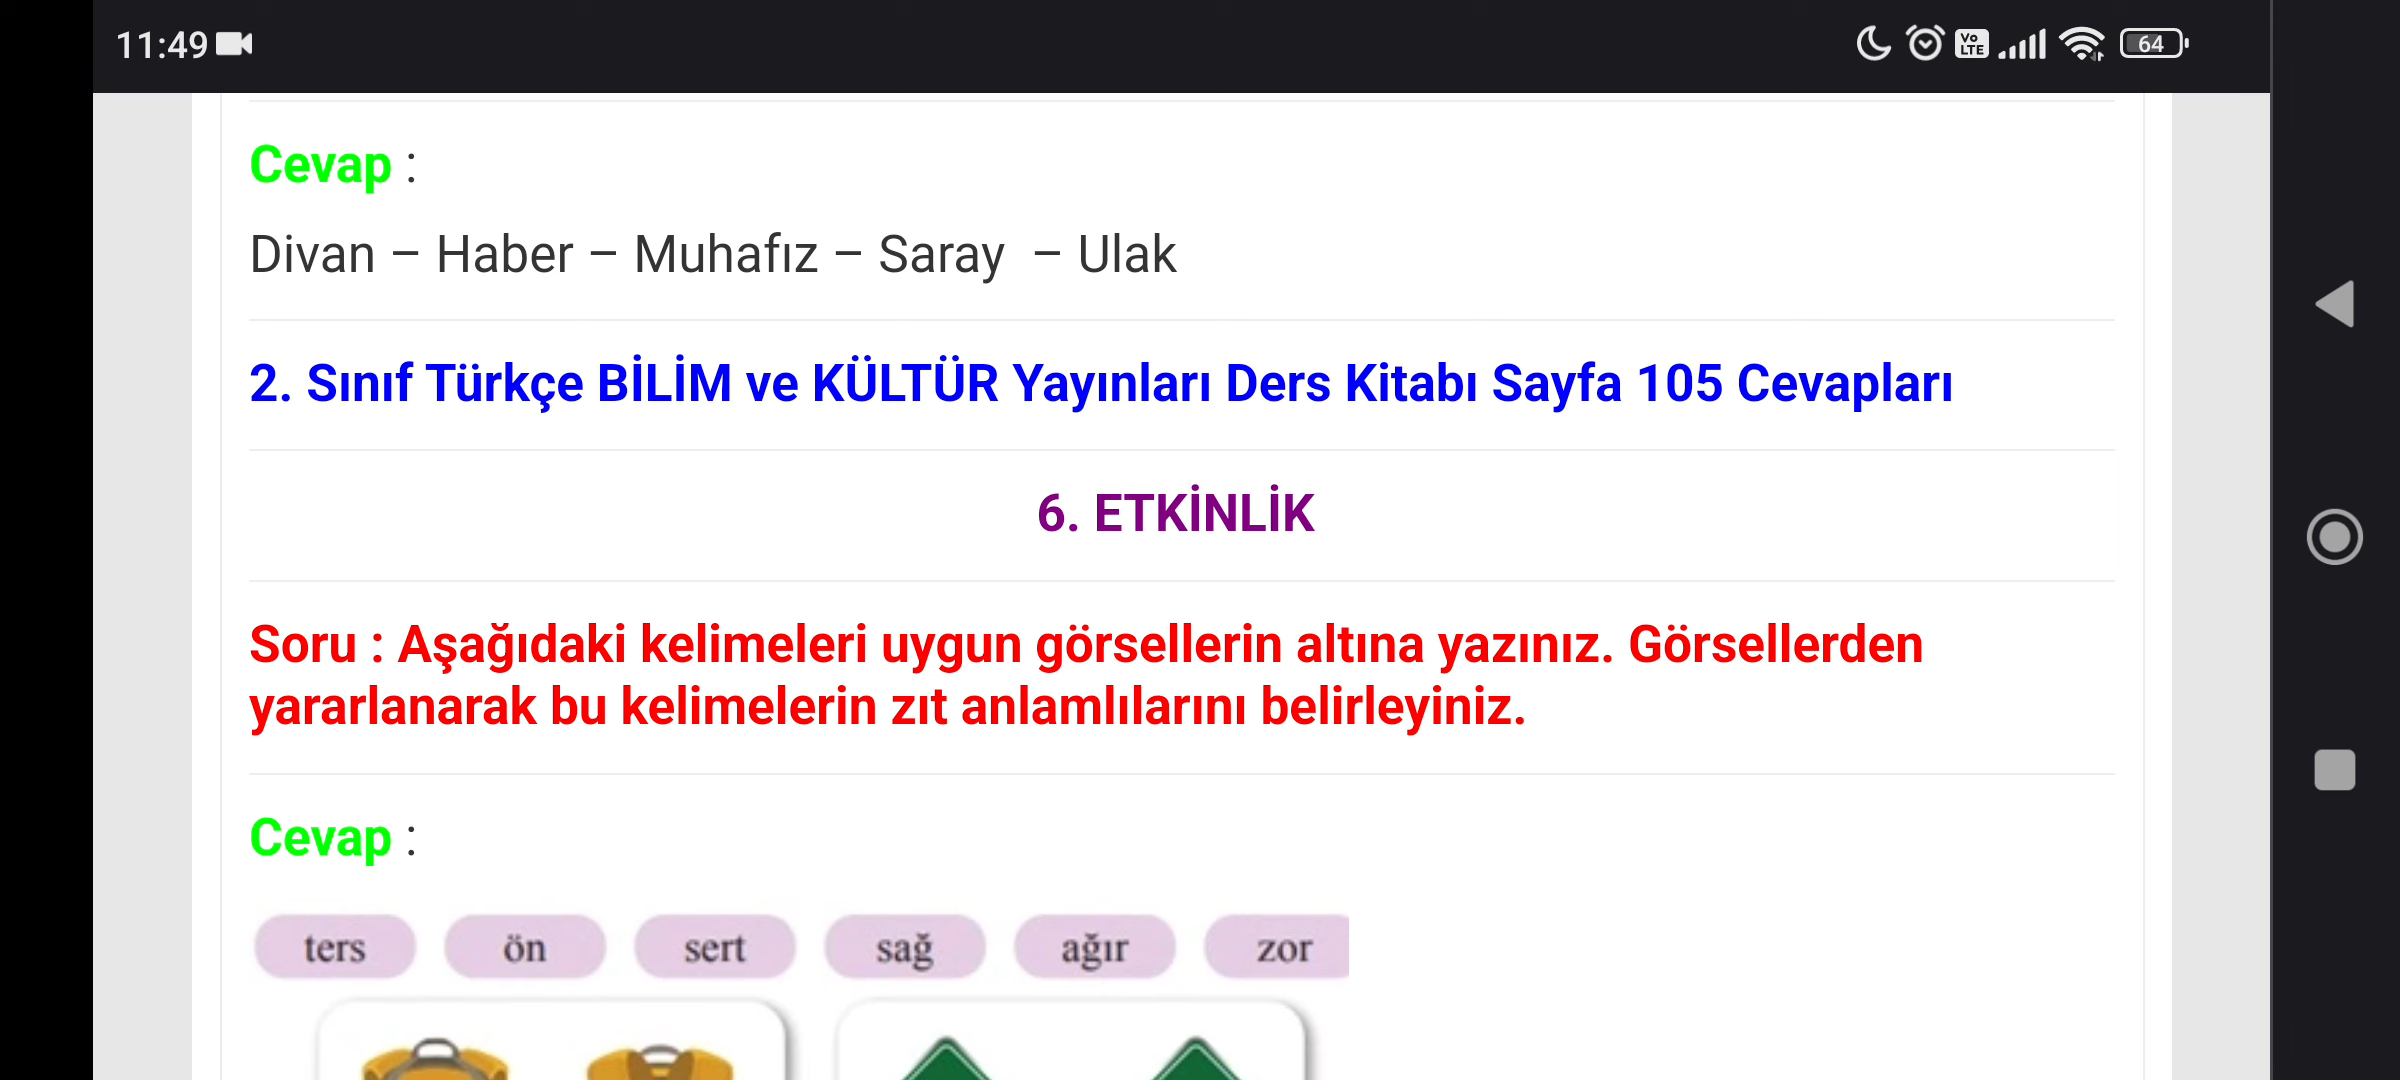 11:49
Vo LTE
64
Cevap :
Divan – Haber – Muhafız – Saray – Ulak
2. Sınıf Türkçe BİLİM ve KÜLTÜR Yayınları Ders Kitabı Sayfa 105 Cevapları
6. ETKİNLİK
Soru : Aşağıdaki kelimeleri uygun görsellerin altına yazınız. Görsellerden
yararlanarak bu kelimelerin zıt anlamlılarını belirleyiniz.
Cevap :
ters ön sert sağ ağır zor